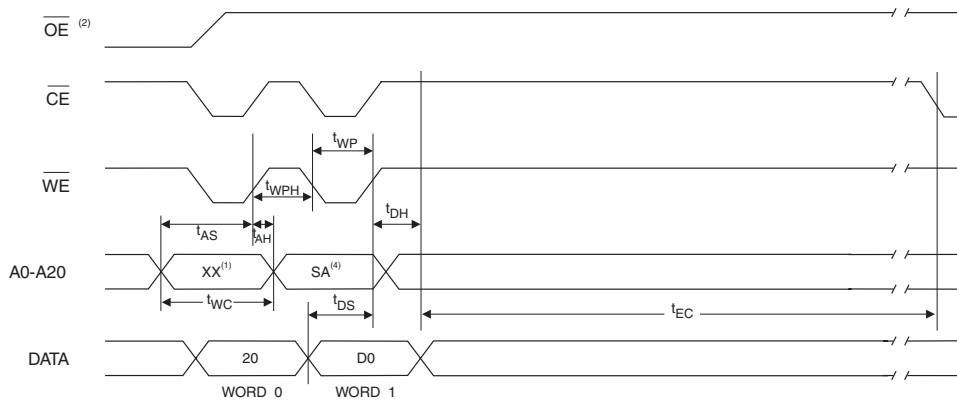 OE (2)
CE
tWP
WE
tWPH
tDH
tAS
tAH
A0-A20
XX(1)
SA(4)
tWC
tDS
tEC
DATA
20
D0
WORD 0
WORD 1